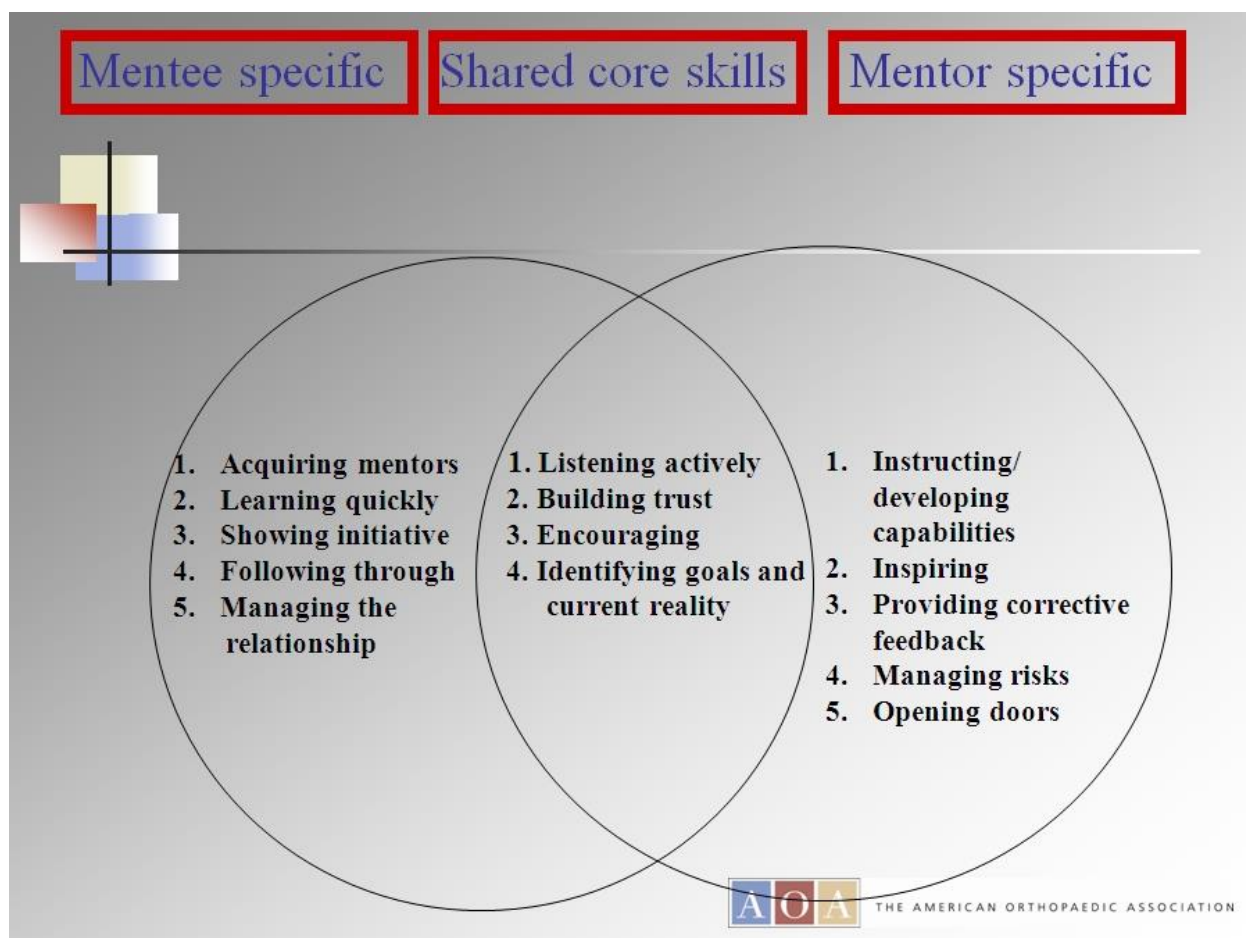 Mentee specific
Shared core skills
Mentor specific
1. Acquiring mentors
2. Learning quickly
3. Showing initiative
4. Following through
5. Managing the
relationship
1. Listening actively
2. Building trust
3. Encouraging
4. Identifying goals and
current reality
1. Instructing/
developing
capabilities
2. Inspiring
3. Providing corrective
feedback
4. Managing risks
5. Opening doors
AOA THE AMERICAN ORTHOPAEDIC ASSOCIATION